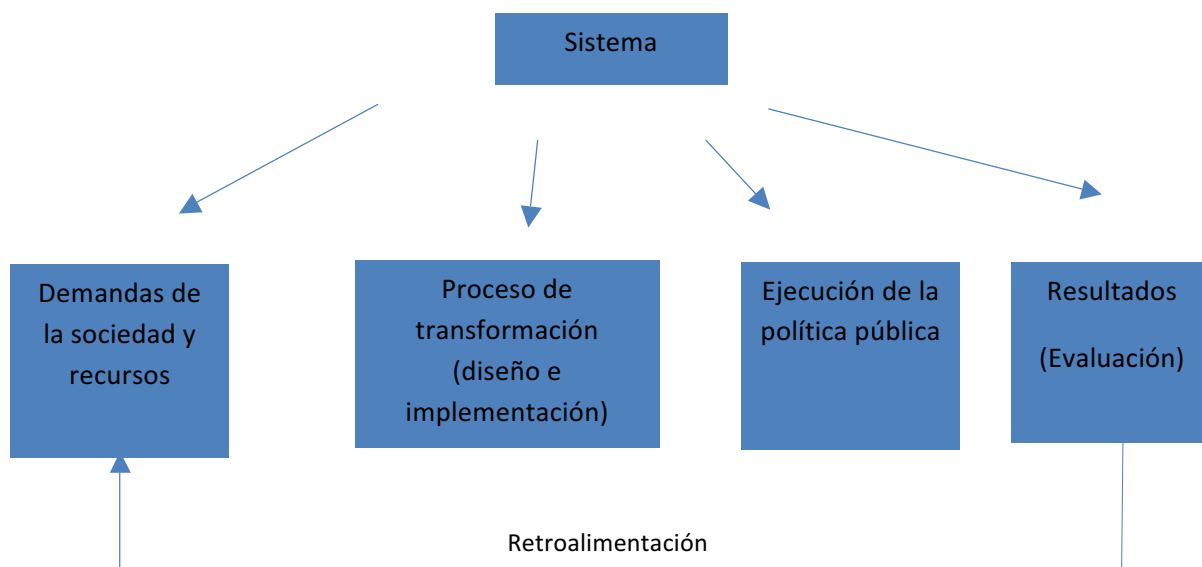 Sistema
Demandas de
la sociedad y
recursos
Proceso de
transformación
(diseño e
implementación)
Ejecución de la
política pública
Resultados
(Evaluación)
Retroalimentación